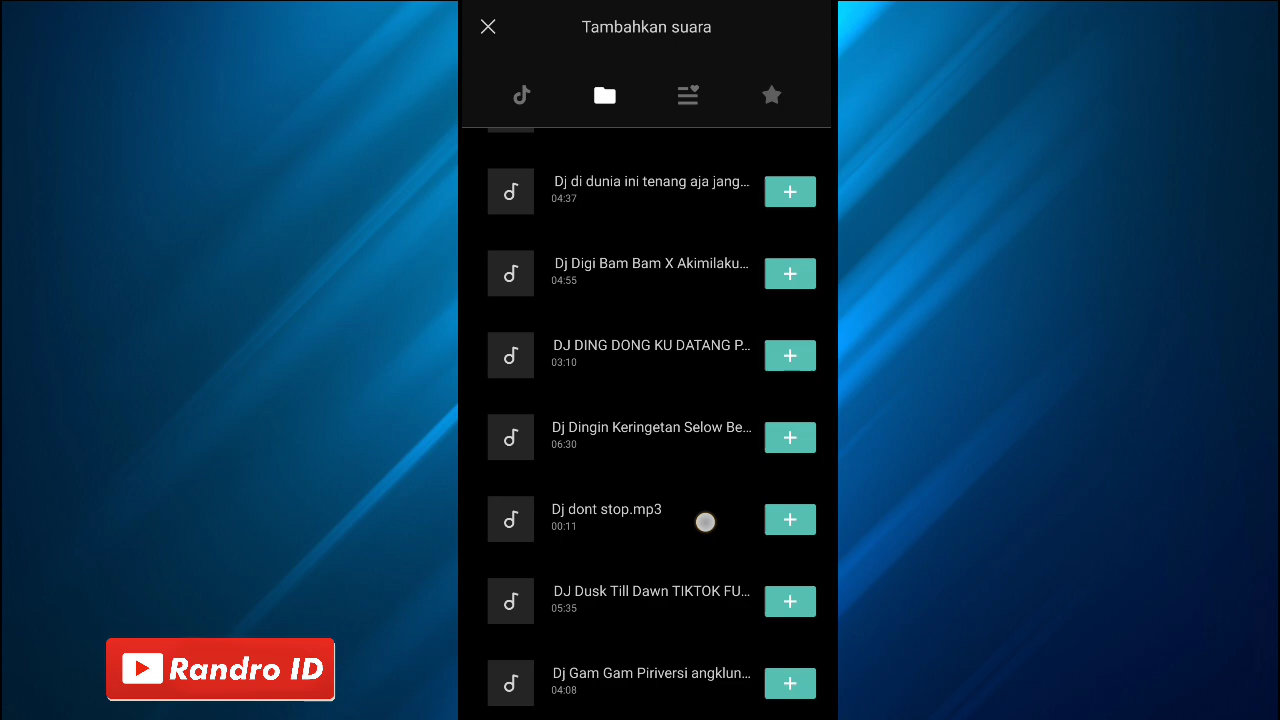 Tambahkan suara
Dj di dunia ini tenang aja jang...
04:37
Dj Digi Bam Bam X Akimilaku...
04:55
DJ DING DONG KU DATANG P...
03:10
Dj Dingin Keringetan Selow Be...
06:30
Dj dont stop.mp3
00:11
DJ Dusk Till Dawn TIKTOK FU...
05:35
Dj Gam Gam Piriversi angklun...
04:08
Randro ID